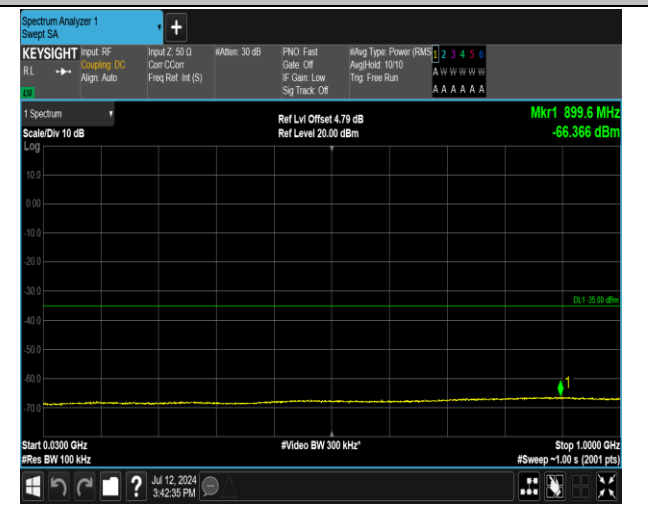 Spectrum Analyzer 1
Swept SA
KEYSIGHT Input: RF Input Z: 50 Ω #Atten: 30 dB PNO: Fast #Avg Type: Power (RMS 1 2 3 4 5 6
RL Coupling: DC Corr CCorr Gate: Off Avg|Hold: 10/10 A W W W W W
Align: Auto Freq Ref: Int (S) IF Gain: Low Trig: Free Run
Sig Track: Off A A A A A A
1 Spectrum Ref Lvl Offset 4.79 dB Mkr1 899.6 MHz
Scale/Div 10 dB Ref Level 20.00 dBm -66.366 dBm
Log
10.0
0.00
-10.0
-20.0
-30.0
DL1 -35.00 dBm
-40.0
-50.0
-60.0
1
-70.0
Start 0.0300 GHz #Video BW 300 kHz* Stop 1.0000 GHz
#Res BW 100 kHz #Sweep ~1.00 s (2001 pts)
? Jul 12, 2024
3:42:35 PM